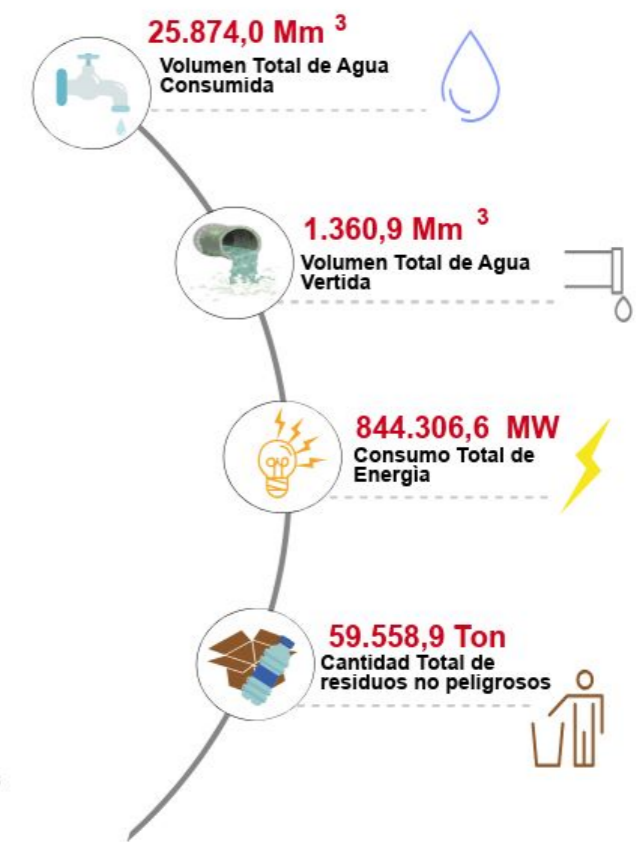 25.874,0 Mm 3
Volumen Total de Agua
Consumida
1.360,9 Mm 3
Volumen Total de Agua
Vertida
844.306,6 MW
Consumo Total de
Energìa
59.558,9 Ton
Cantidad Total de
residuos no peligrosos